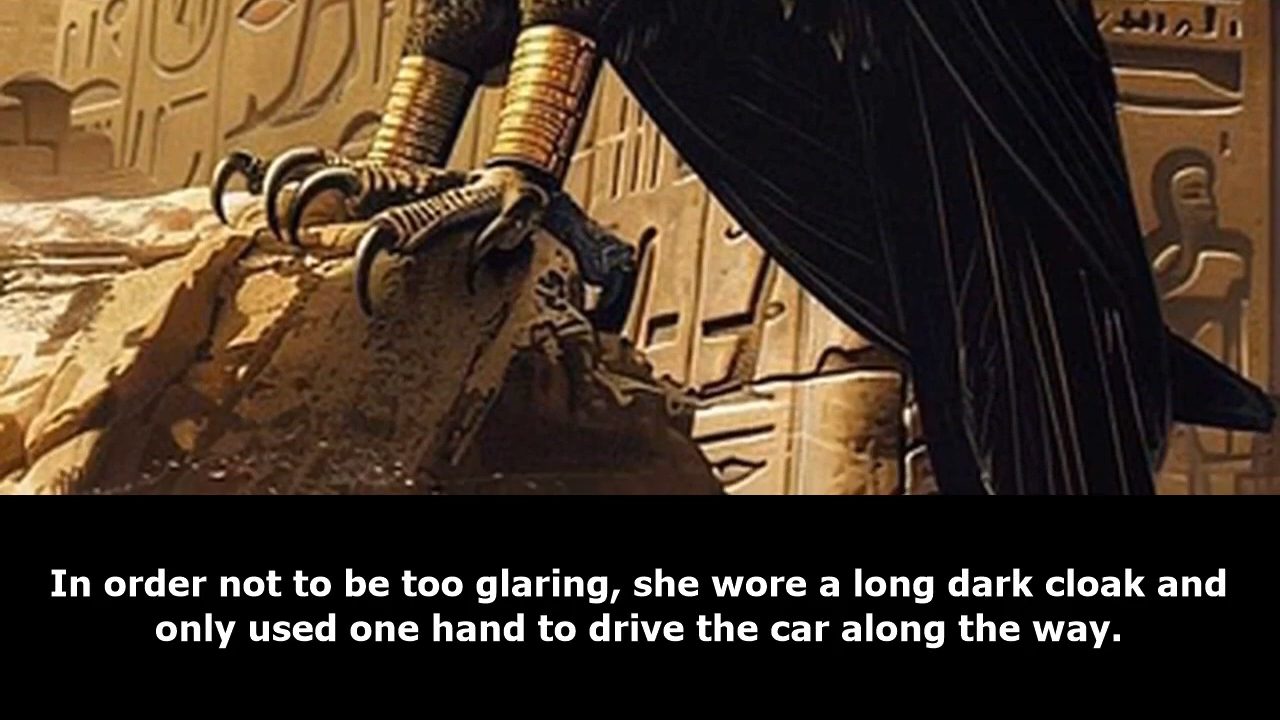 In order not to be too glaring, she wore a long dark cloak and
only used one hand to drive the car along the way.